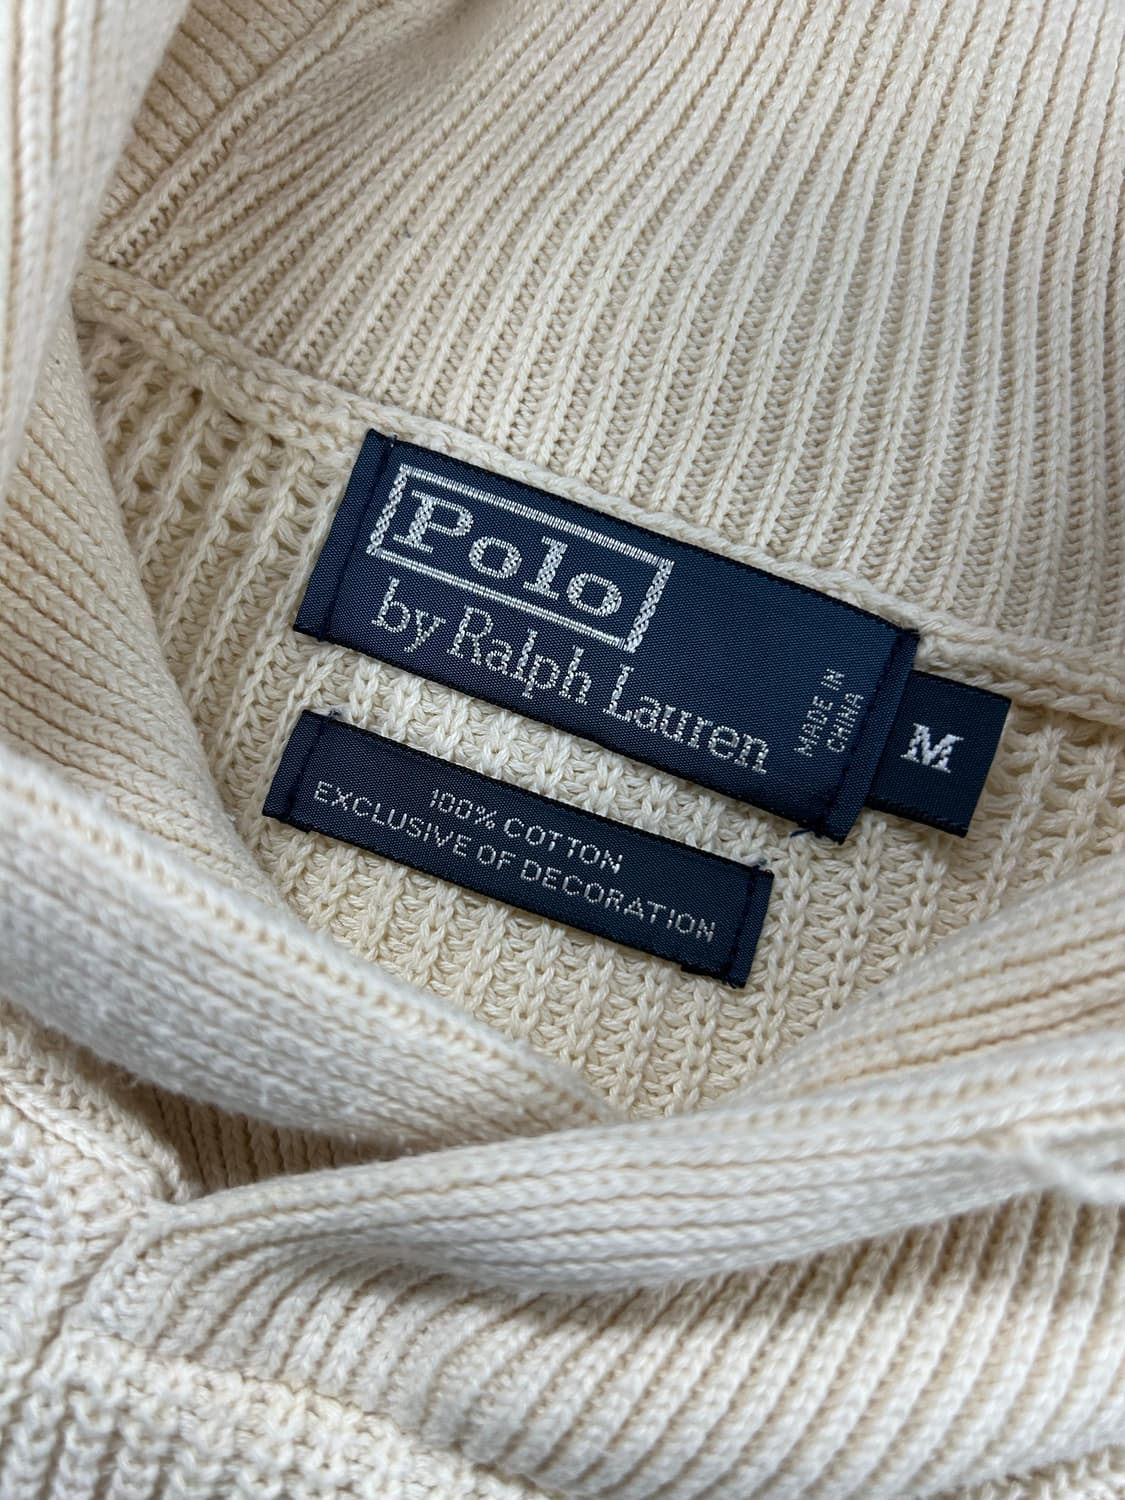 Polo
by Ralph Lauren
MADE IN
CHINA
M
100% COTTON
EXCLUSIVE OF DECORATION